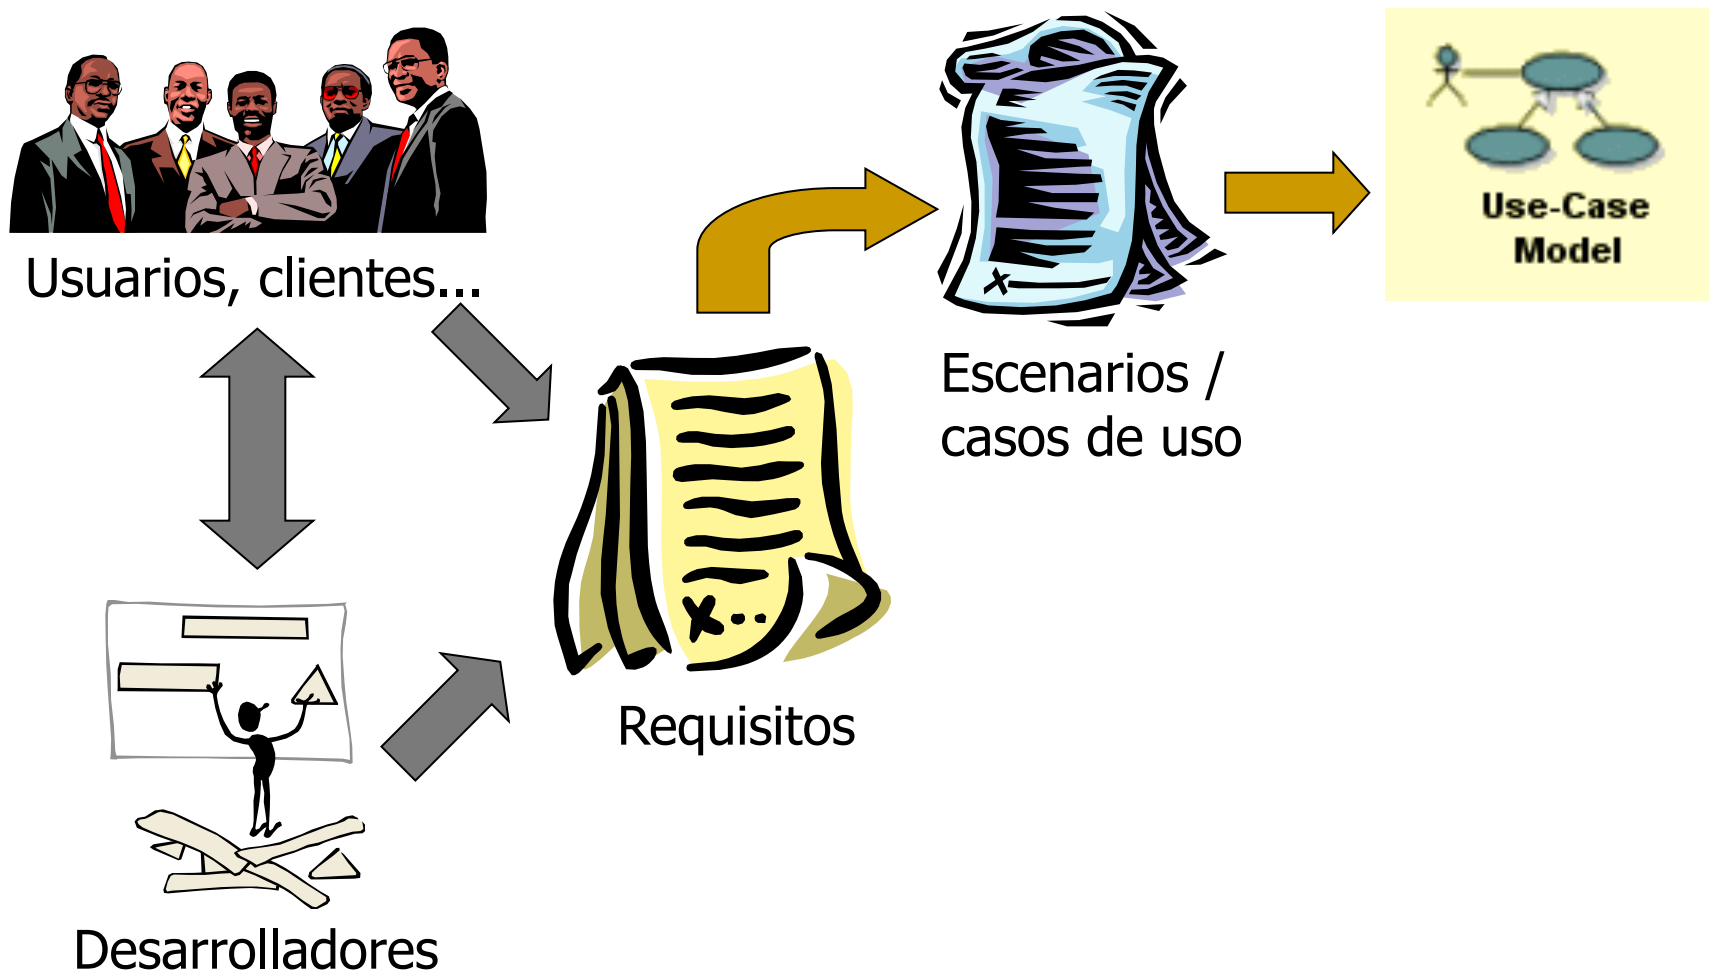 Usuarios, clientes...
Use-Case
Model
Escenarios /
casos de uso
Requisitos
Desarrolladores